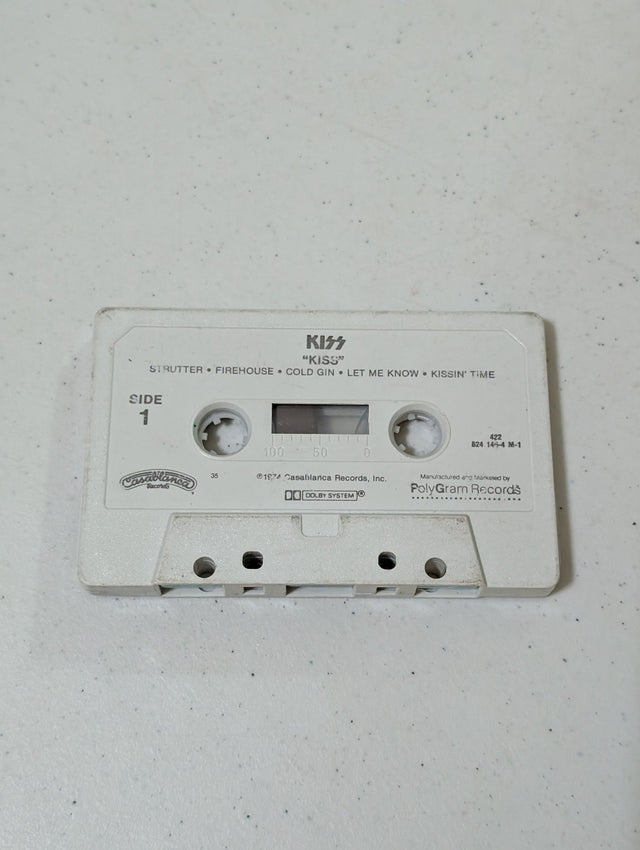 KISS
"KISS"
STRUTTER • FIREHOUSE • COLD GIN • LET ME KNOW • KISSIN' TIME
SIDE
1
100 50 0
422
824 146-4 M-1
Casablanca
Records
35
℗1974 Casablanca Records, Inc.
DOLBY SYSTEM®
Manufactured and Marketed by
PolyGram Records